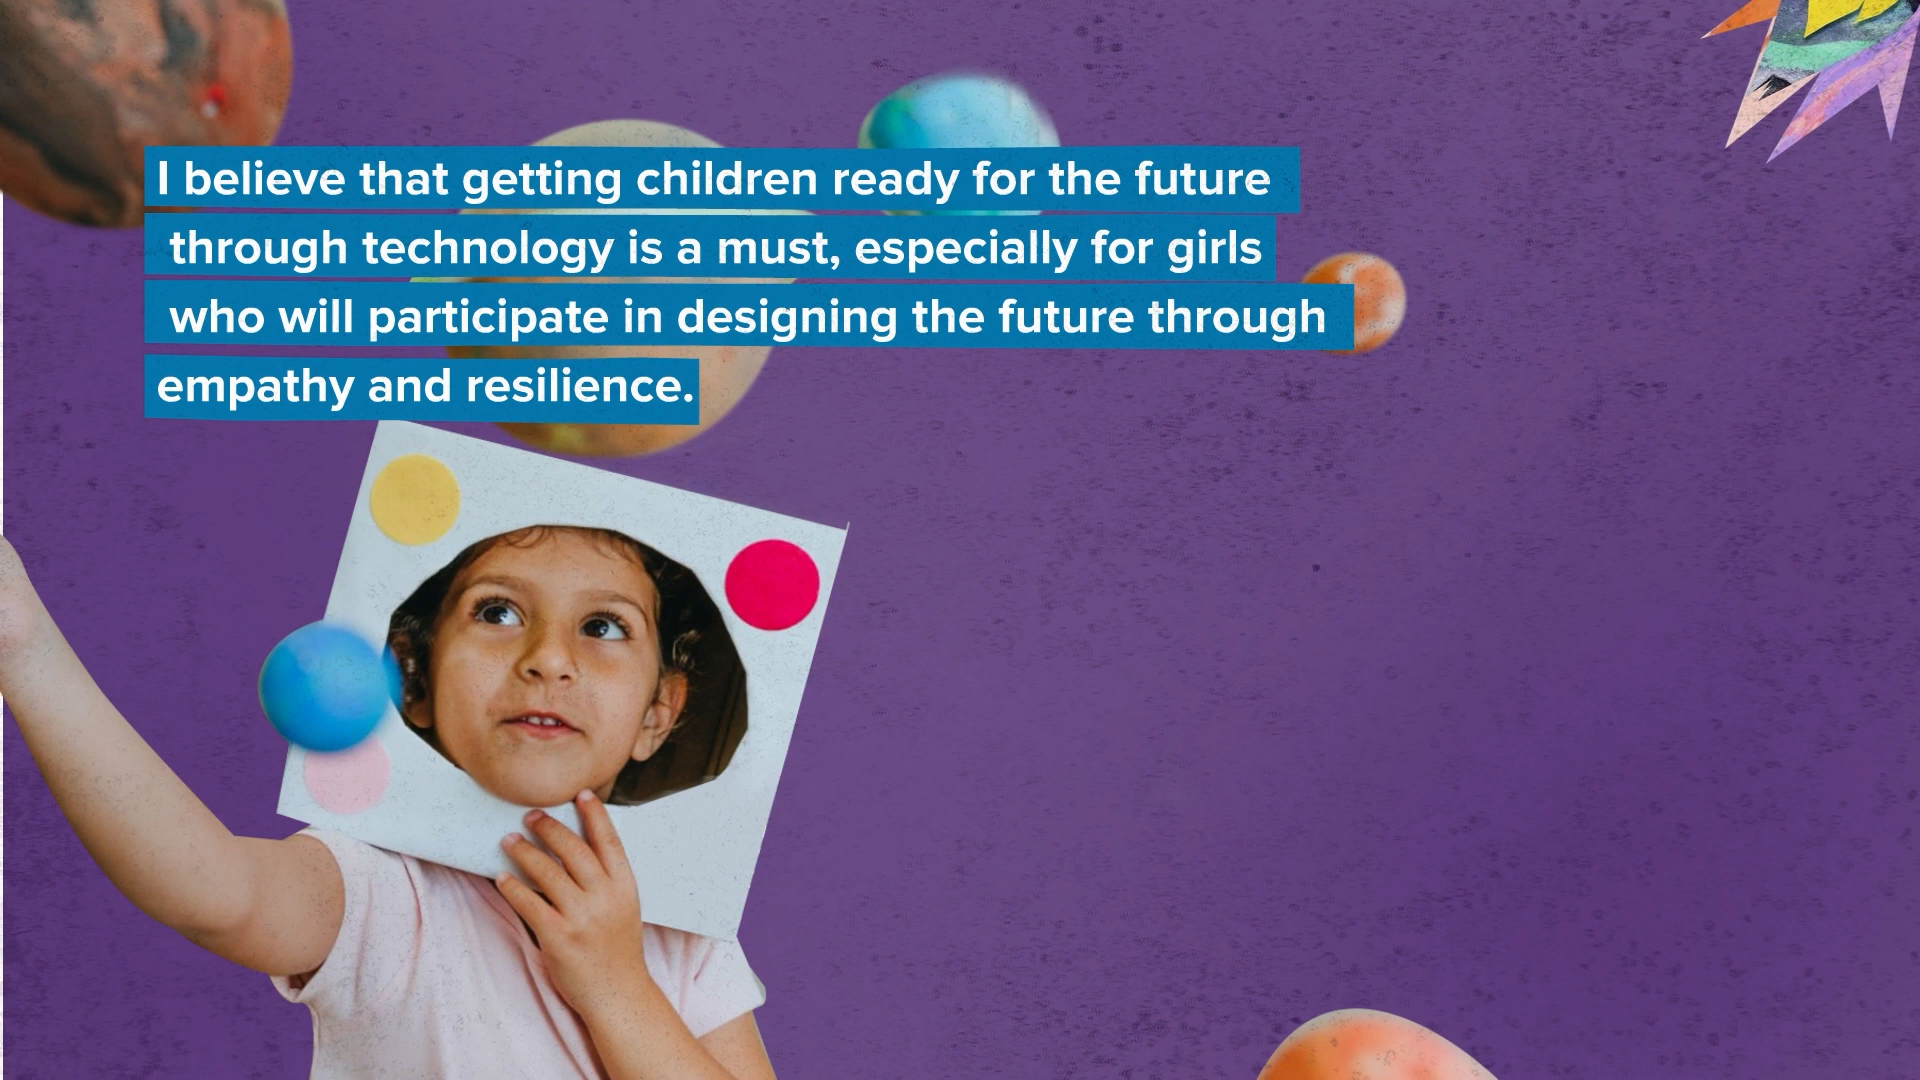 I believe that getting children ready for the future
through technology is a must, especially for girls
who will participate in designing the future through
empathy and resilience.